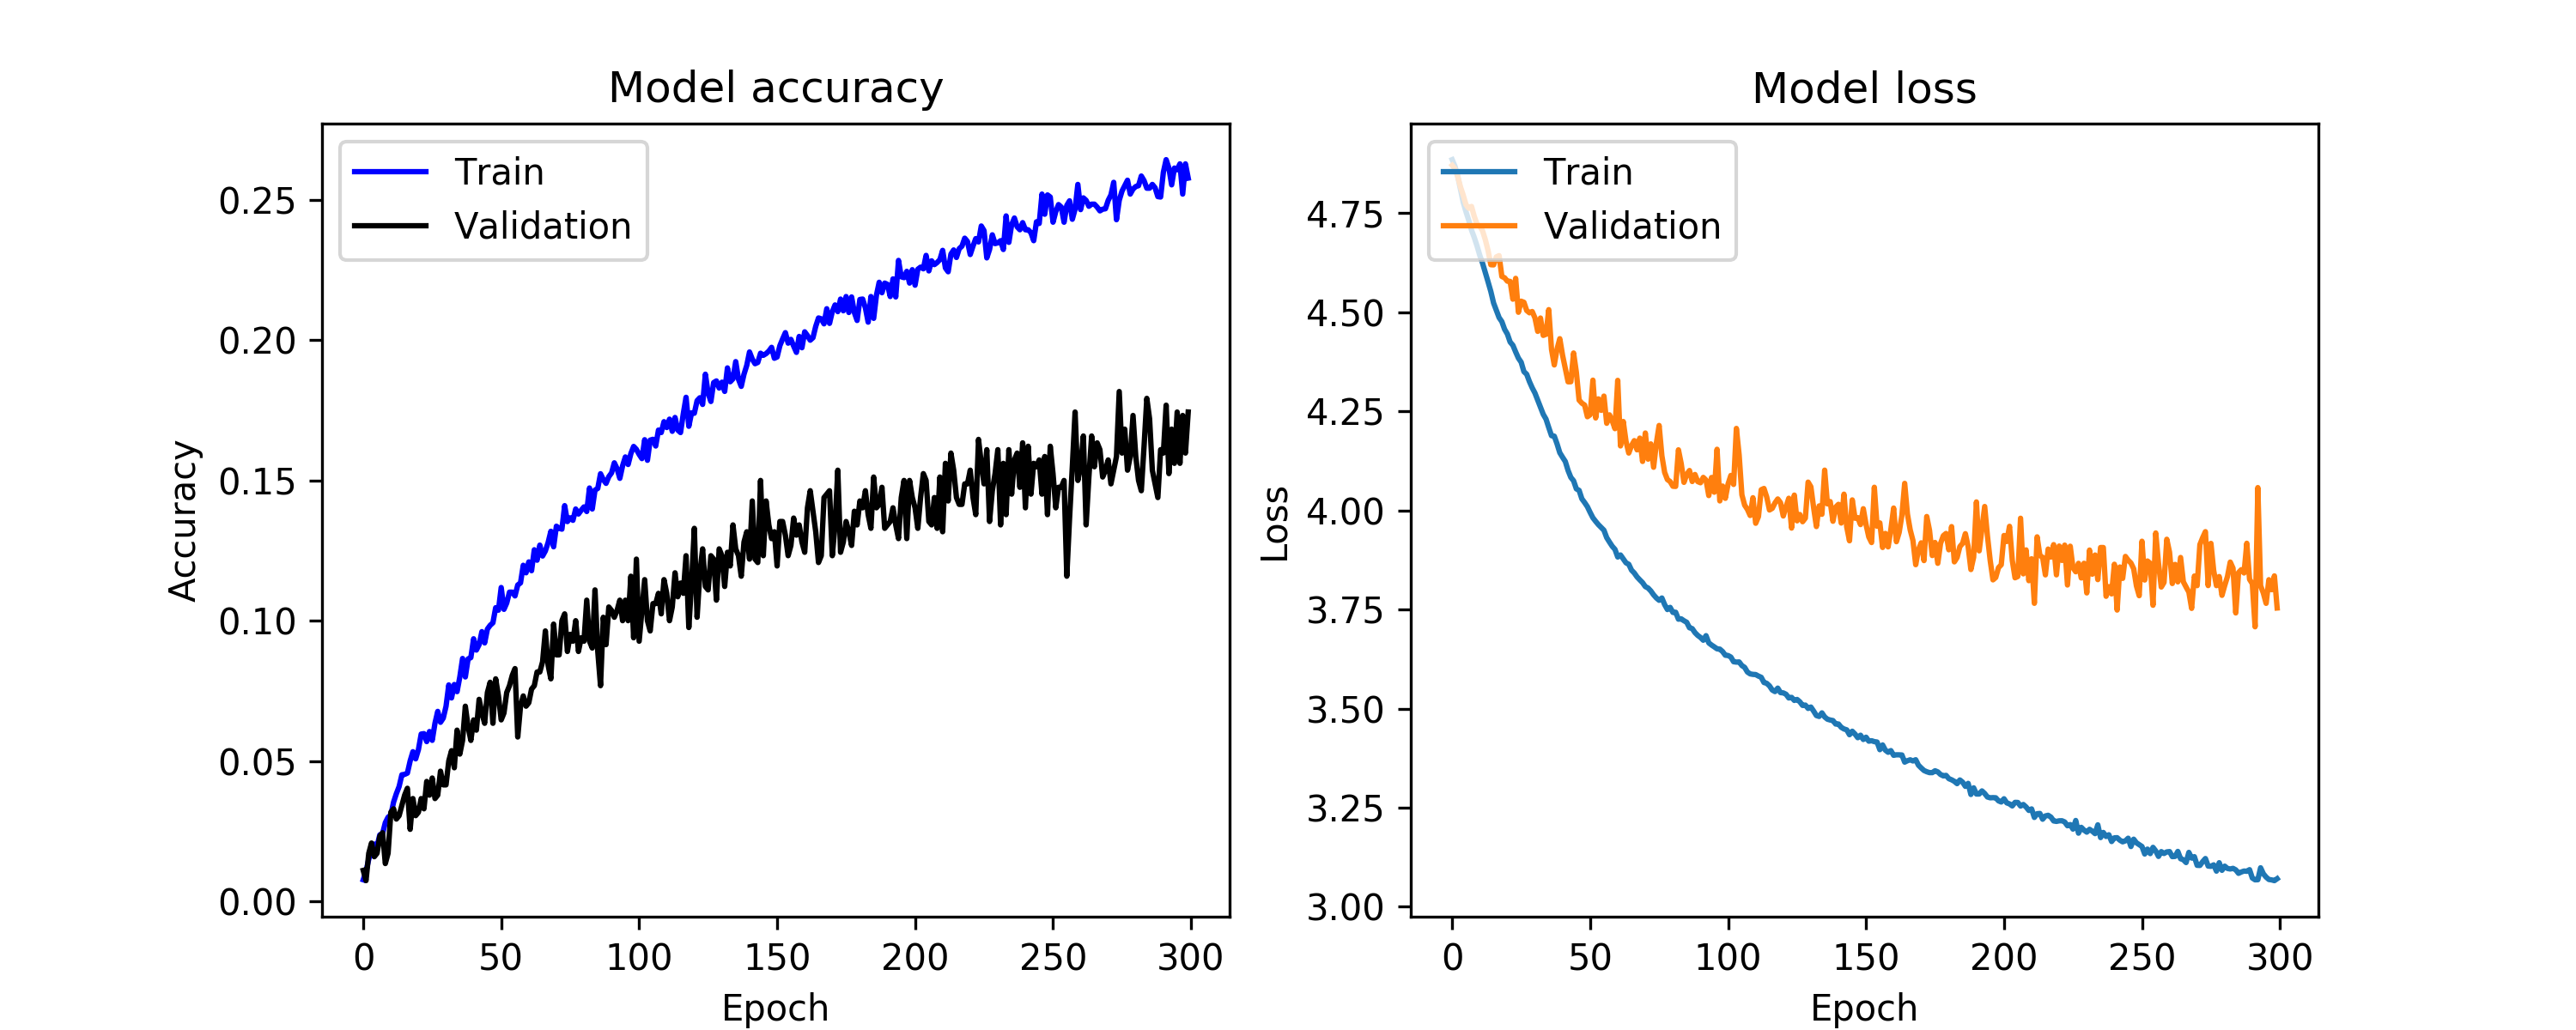 Model accuracy
Train
Validation
0.25
0.20
0.15
0.10
0.05
0.00
Accuracy
0 50 100 150 200 250 300
Epoch
Model loss
Train
Validation
4.75
4.50
4.25
4.00
3.75
3.50
3.25
3.00
Loss
0 50 100 150 200 250 300
Epoch